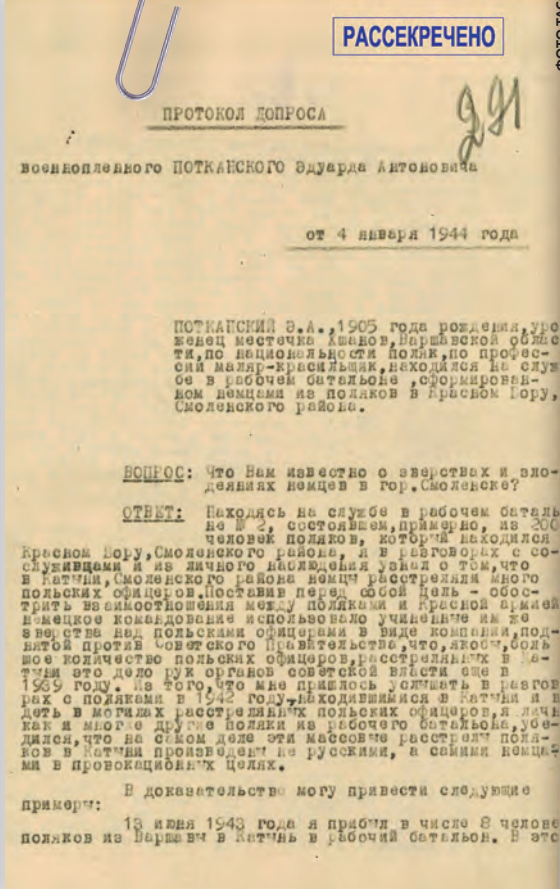 РАССЕКРЕЧЕНО
ФОТО ТАС
291
ПРОТОКОЛ ДОПРОСА
военнопленного ПОТКАНСКОГО Эдуарда Антоновича
от 4 января 1944 года
ПОТКАНСКИЙ Э.А.,1905 года рождения,уро
женец местечка Хшанов,Варшавской облас
ти,по национальности поляк,по профес-
сии маляр-красильщик,находился на служ
бе в рабочем батальоне ,сформирован-
ном немцами из поляков в Красном Бору,
Смоленского района.
ВОПРОС: Что Вам известно о зверствах и зло-
деяниях немцев в гор.Смоленске?
ОТВЕТ: Находясь на службе в рабочем баталь
не № 2, состоявшем,примерно, из 200
человек поляков, который находился
Красном Бору,Смоленского района, я в разговорах с со-
служивцами и из личного наблюдения узнал о том,что
в Катыни,Смоленского района немцы расстреляли много
польских офицеров.Поставив перед собой цель - обос-
трить взаимоотношения между поляками и Красной армией
немецкое командование использовало учиненные им же
зверства над польскими офицерами в виде компании,под-
нятой против Советского Правительства,что,якобы,боль
шое количество польских офицеров,расстрелянных в Ка-
тыни это дело рук органов советской власти еще в
1939 году. Из того,что мне пришлось услышать в разгов
рах с поляками в 1942 году,находившимися в Катыни и в
деть в могилах расстрелянных польских офицеров,я личн
как и многие другие поляки из рабочего батальона,убе-
дился,что на самом деле эти массовые расстрелы поля-
ков в Катыни произведены не русскими, а самими немца-
ми в провокационных целях.
В доказательство могу привести следующие
примеры:
13 июня 1943 года я прибыл в числе 8 челове
поляков из Варшавы в Катынь в рабочий батальон. В это